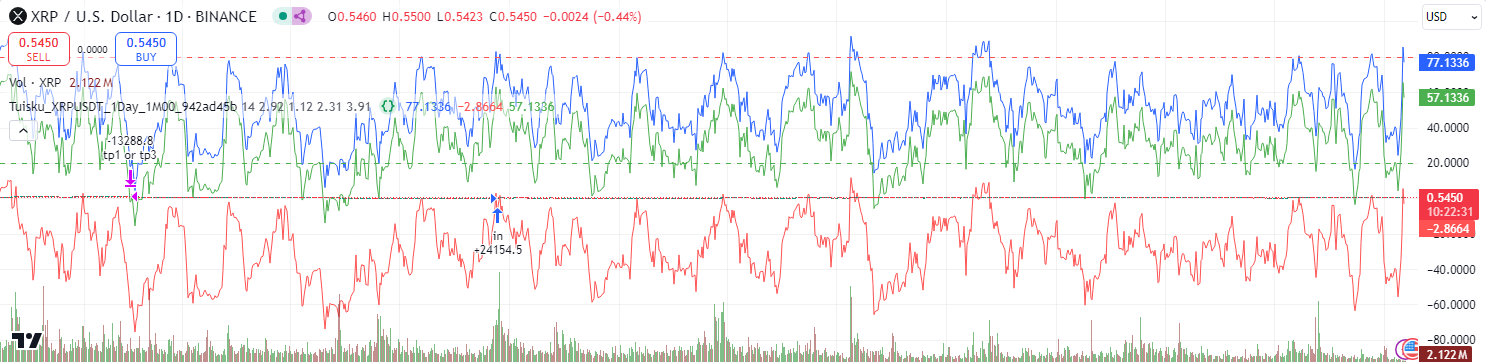 XRP / U.S. Dollar · 1D · BINANCE O0.5460 H0.5500 L0.5423 C0.5450 −0.0024 (−0.44%)
USD
0.5450
SELL
0.0000
0.5450
BUY
Vol · XRP 2.122 M
Tuisku_XRPUSDT_1Day_1M00_942ad45b 14 2.92 1.12 2.31 3.91 77.1336 −2.8664 57.1336
-13288.8
tp1 or tp3
in
+24154.5
77.1336
57.1336
40.0000
20.0000
0.5450
10:22:31
−2.8664
−40.0000
−60.0000
−80.0000
2.122 M